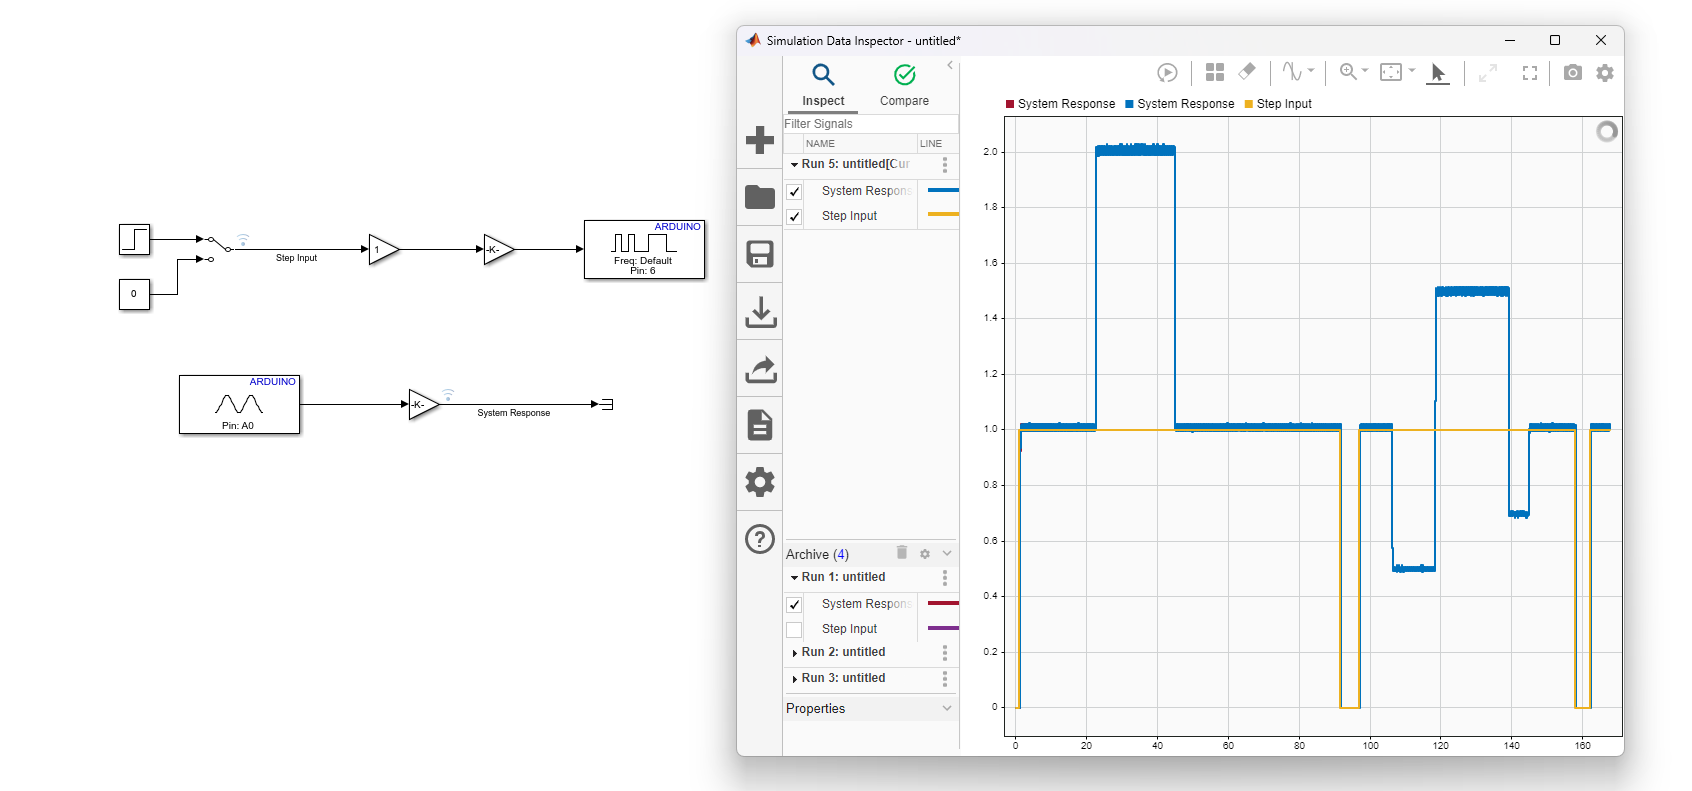 Simulation Data Inspector - untitled*
Inspect
Compare
Filter Signals
NAME
LINE
Run 5: untitled[Cur
System Respons
Step Input
Archive (4)
Run 1: untitled
System Respons
Step Input
Run 2: untitled
Run 3: untitled
Properties
System Response
System Response
Step Input
2.0
1.8
1.6
1.4
1.2
1.0
0.8
0.6
0.4
0.2
0
0
20
40
60
80
100
120
140
160
Step Input
1
-K-
ARDUINO
Freq: Default
Pin: 6
0
ARDUINO
Pin: A0
-K-
System Response